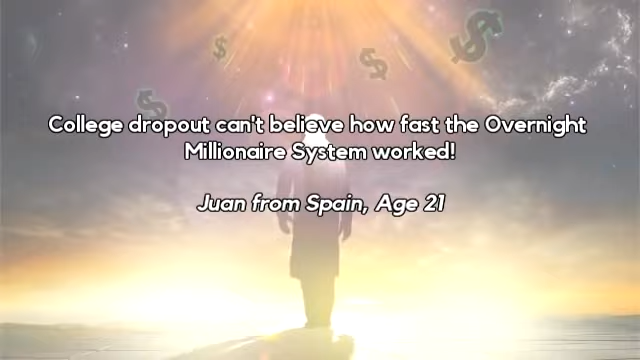 College dropout can't believe how fast the Overnight
Millionaire System worked!
Juan from Spain, Age 21